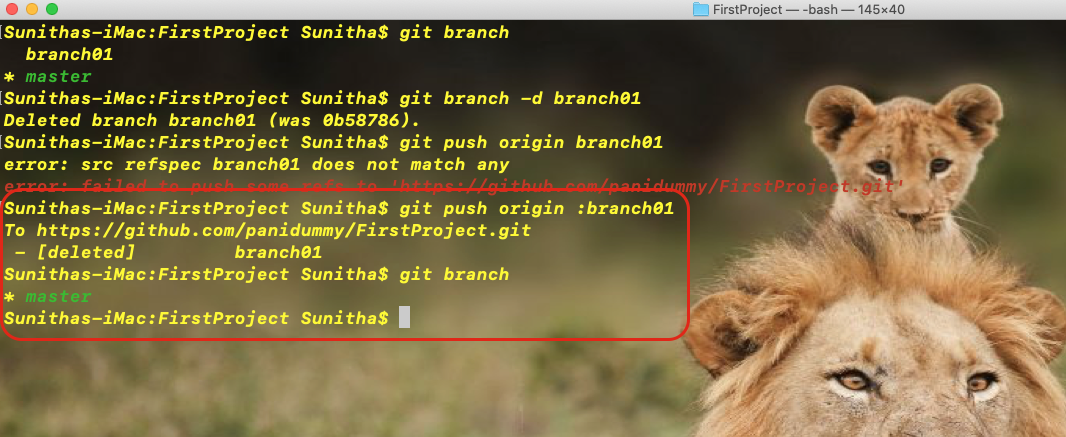 FirstProject — -bash — 145×40
Sunithas-iMac:FirstProject Sunitha$ git branch
  branch01
* master
Sunithas-iMac:FirstProject Sunitha$ git branch -d branch01
Deleted branch branch01 (was 0b58786).
Sunithas-iMac:FirstProject Sunitha$ git push origin branch01
error: src refspec branch01 does not match any
error: failed to push some refs to 'https://github.com/panidummy/FirstProject.git'
Sunithas-iMac:FirstProject Sunitha$ git push origin :branch01
To https://github.com/panidummy/FirstProject.git
 - [deleted]         branch01
Sunithas-iMac:FirstProject Sunitha$ git branch
* master
Sunithas-iMac:FirstProject Sunitha$